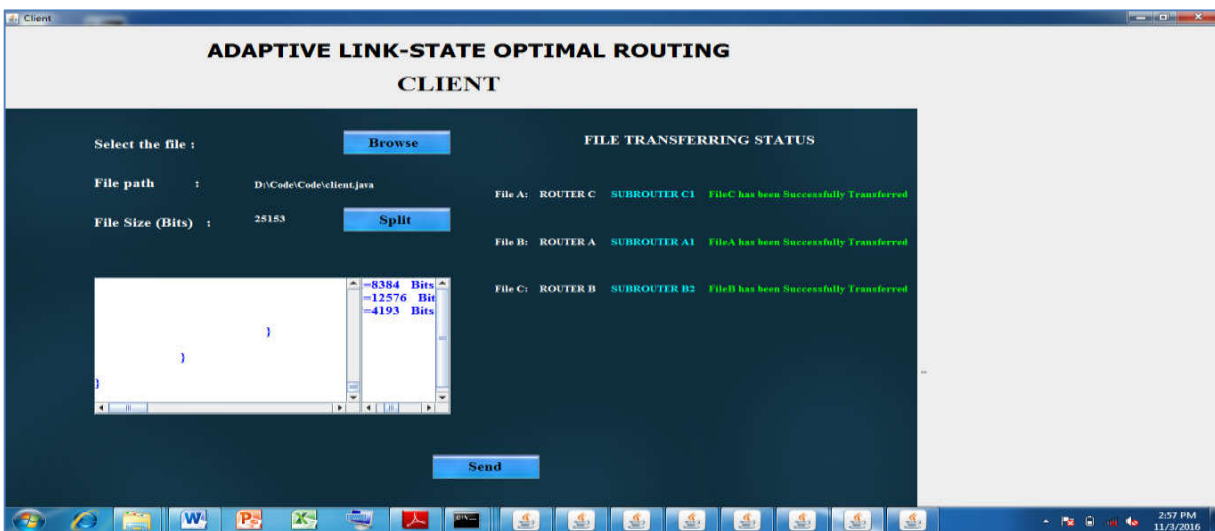 Client
ADAPTIVE LINK-STATE OPTIMAL ROUTING
CLIENT
Select the file :
Browse
File path :
D:\Code\Code\client.java
File Size (Bits) :
25153
Split
}
}
}
=8384 Bits
=12576 Bit
=4193 Bits
Send
FILE TRANSFERRING STATUS
File A: ROUTER C SUBROUTER C1 FileC has been Successfully Transferred
File B: ROUTER A SUBROUTER A1 FileA has been Successfully Transferred
File C: ROUTER B SUBROUTER B2 FileB has been Successfully Transferred
2:57 PM
11/3/2016